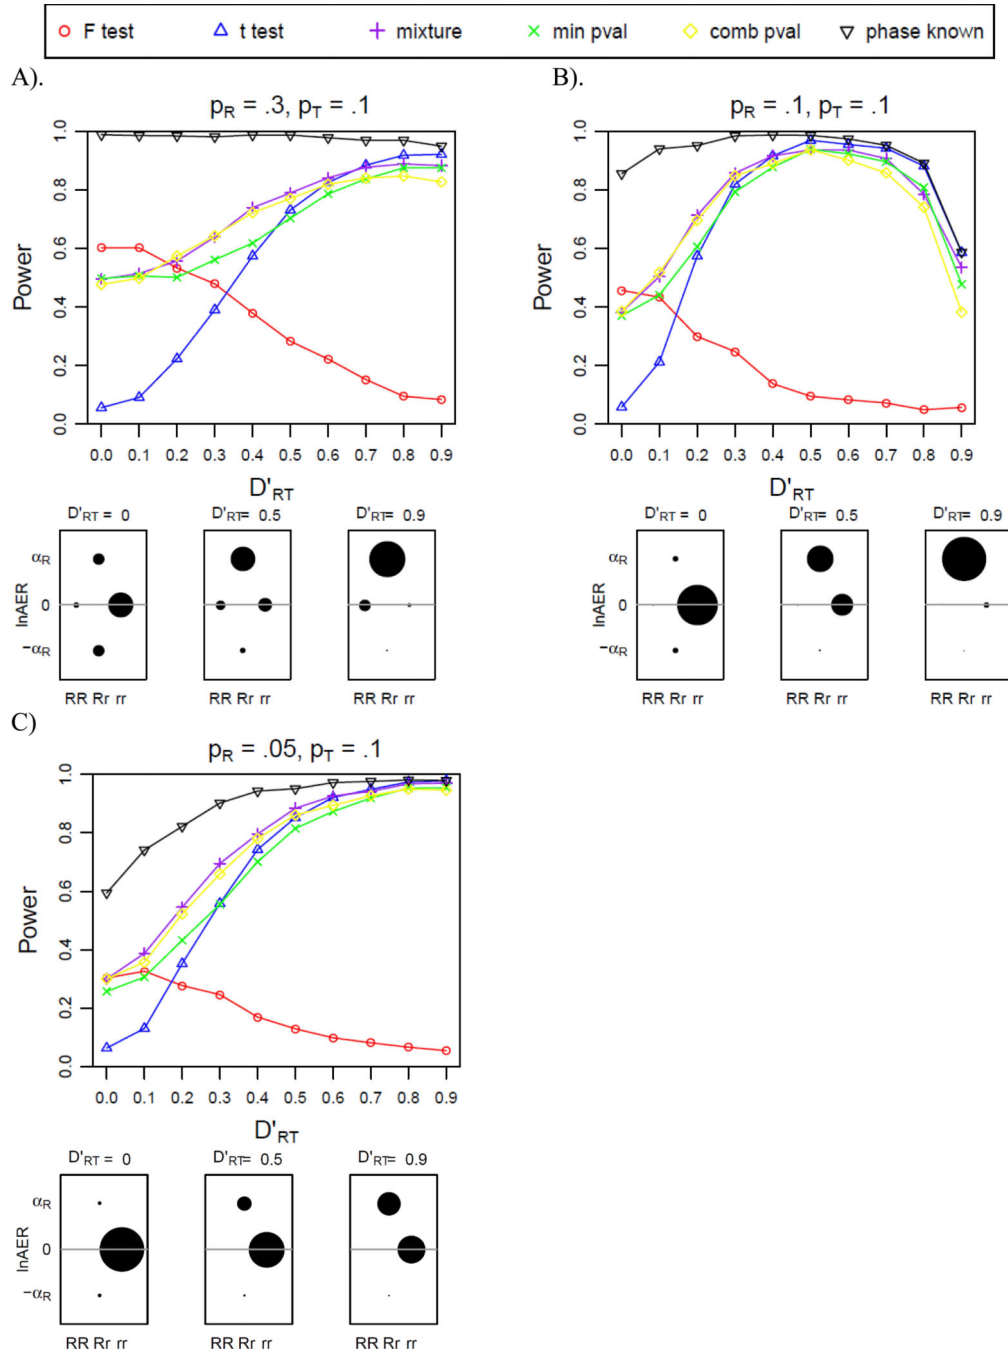 F test t test mixture min pval comb pval phase known
A).
pR = .3, pT = .1
Power
0.0 0.2 0.4 0.6 0.8 1.0
0.0 0.1 0.2 0.3 0.4 0.5 0.6 0.7 0.8 0.9
D'RT
D'RT = 0 D'RT= 0.5 D'RT= 0.9
lnAER
αR
0
−αR
RR Rr rr RR Rr rr RR Rr rr
B).
pR = .1, pT = .1
Power
0.0 0.2 0.4 0.6 0.8 1.0
0.0 0.1 0.2 0.3 0.4 0.5 0.6 0.7 0.8 0.9
D'RT
D'RT = 0 D'RT= 0.5 D'RT= 0.9
lnAER
αR
0
−αR
RR Rr rr RR Rr rr RR Rr rr
C)
pR = .05, pT = .1
Power
0.0 0.2 0.4 0.6 0.8 1.0
0.0 0.1 0.2 0.3 0.4 0.5 0.6 0.7 0.8 0.9
D'RT
D'RT = 0 D'RT= 0.5 D'RT= 0.9
lnAER
αR
0
−αR
RR Rr rr RR Rr rr RR Rr rr